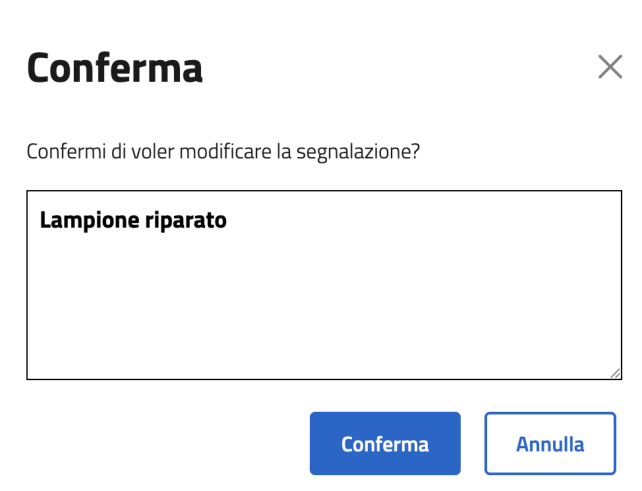 Conferma
Confermi di voler modificare la segnalazione?
Lampione riparato
Conferma
Annulla